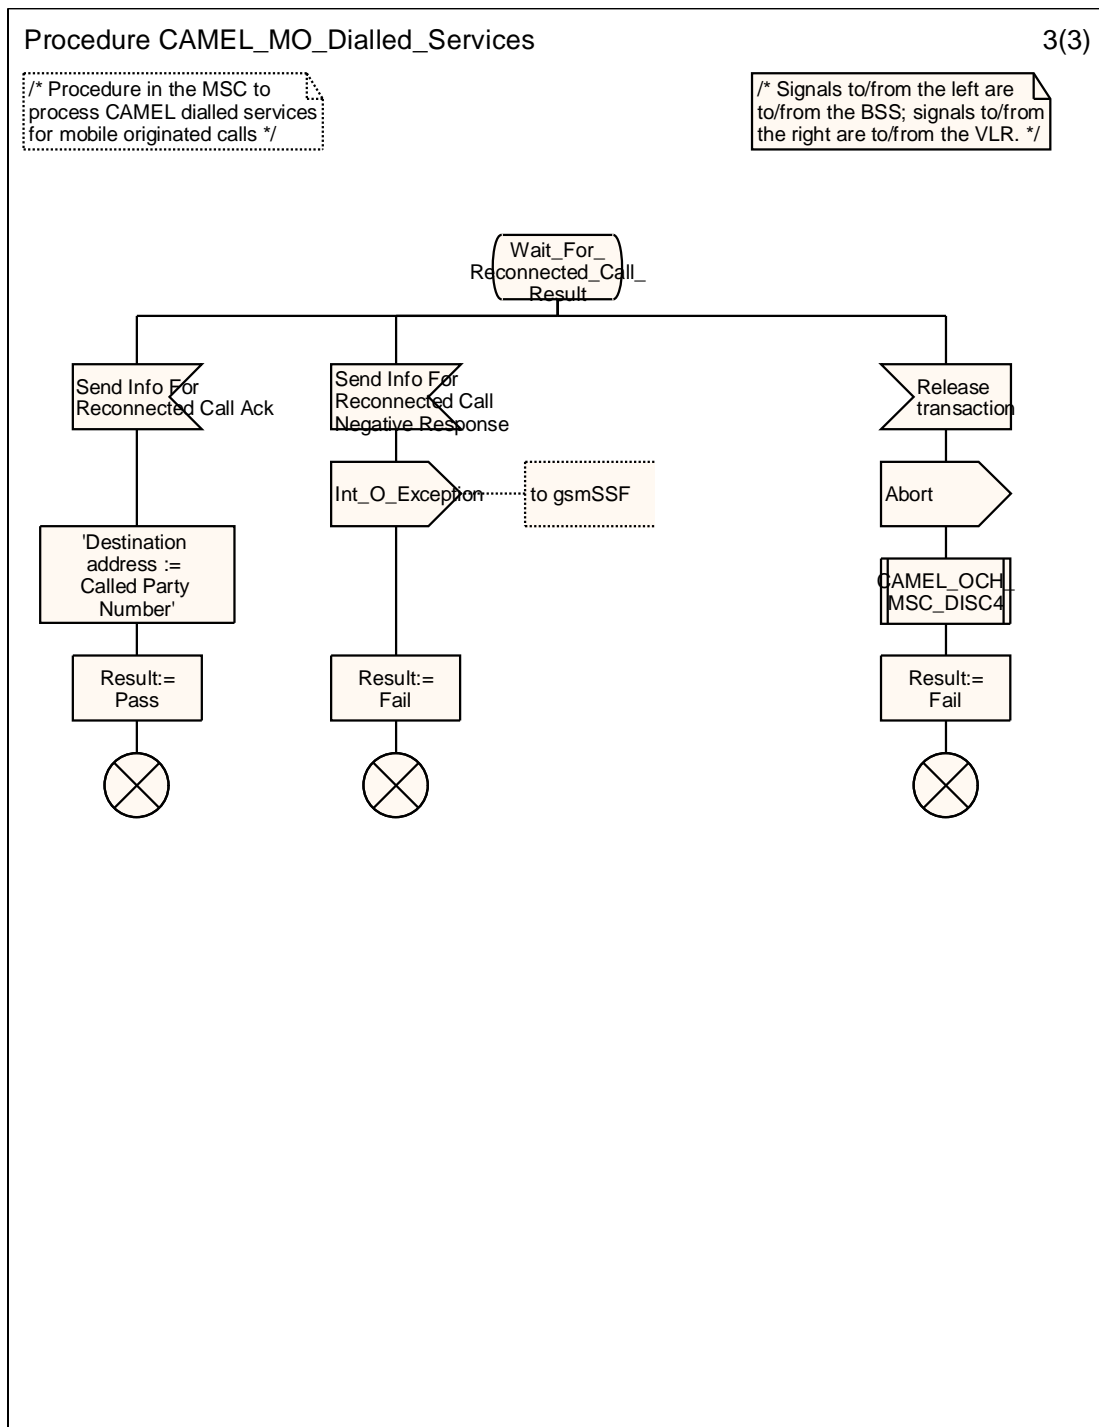 Procedure CAMEL_MO_Dialled_Services
3(3)
/* Procedure in the MSC to
process CAMEL dialled services
for mobile originated calls */
/* Signals to/from the left are
to/from the BSS; signals to/from
the right are to/from the VLR. */
Wait_For_
Reconnected_Call_
Result
Send Info For
Reconnected Call Ack
Send Info For
Reconnected Call
Negative Response
Release
transaction
Int_O_Exception
to gsmSSF
Abort
'Destination
address :=
Called Party
Number'
CAMEL_OCH_
MSC_DISC4
Result:=
Pass
Result:=
Fail
Result:=
Fail